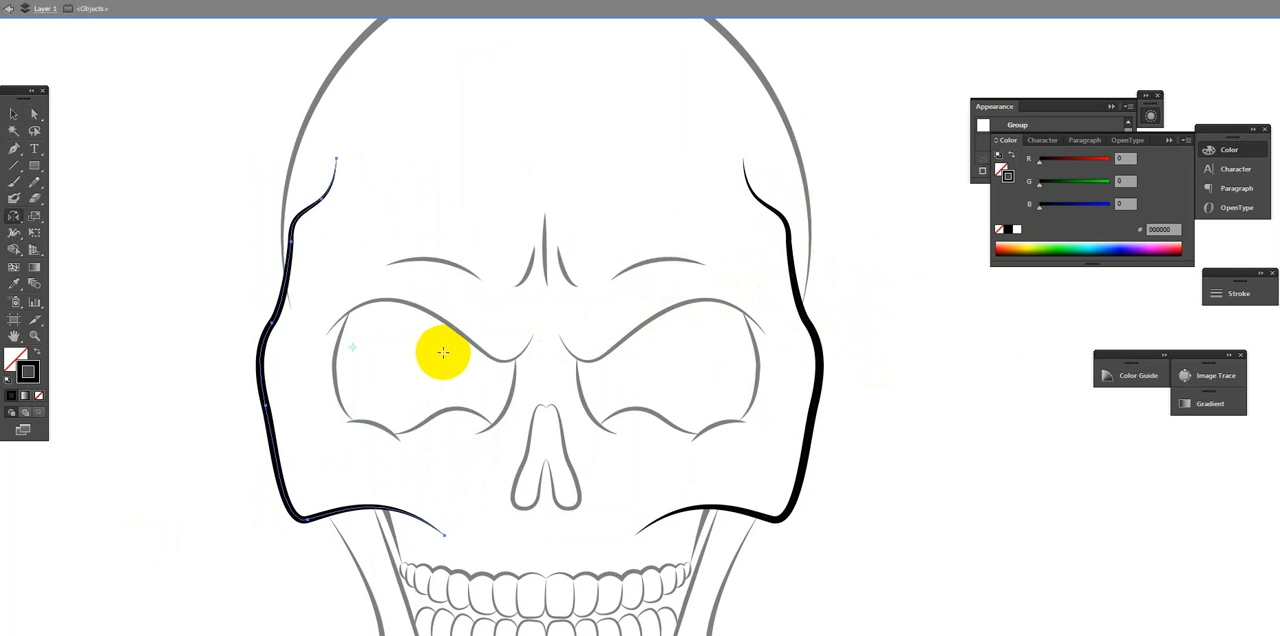 Layer 1 <Objects>
Appearance
Group
Color Character Paragraph OpenType
R 0
G 0
B 0
# 000000
Color
Character
Paragraph
OpenType
Stroke
Color Guide
Image Trace
Gradient